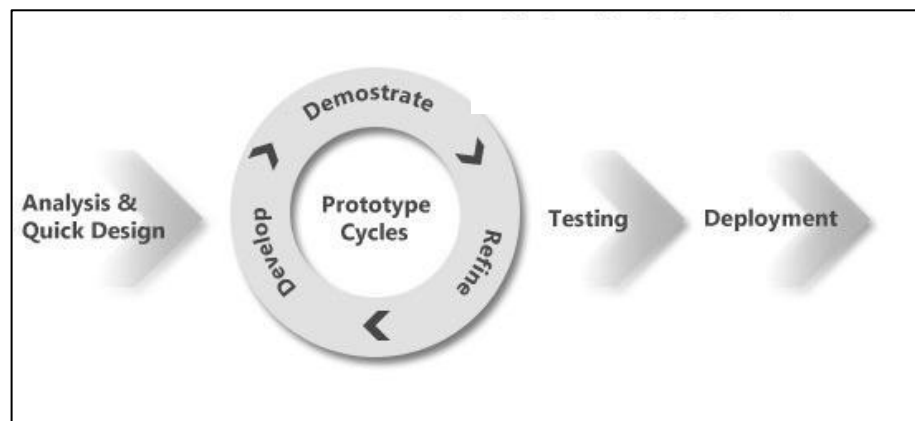 Analysis &
Quick Design
Demostrate
Prototype
Cycles
Develop
Refine
Testing
Deployment